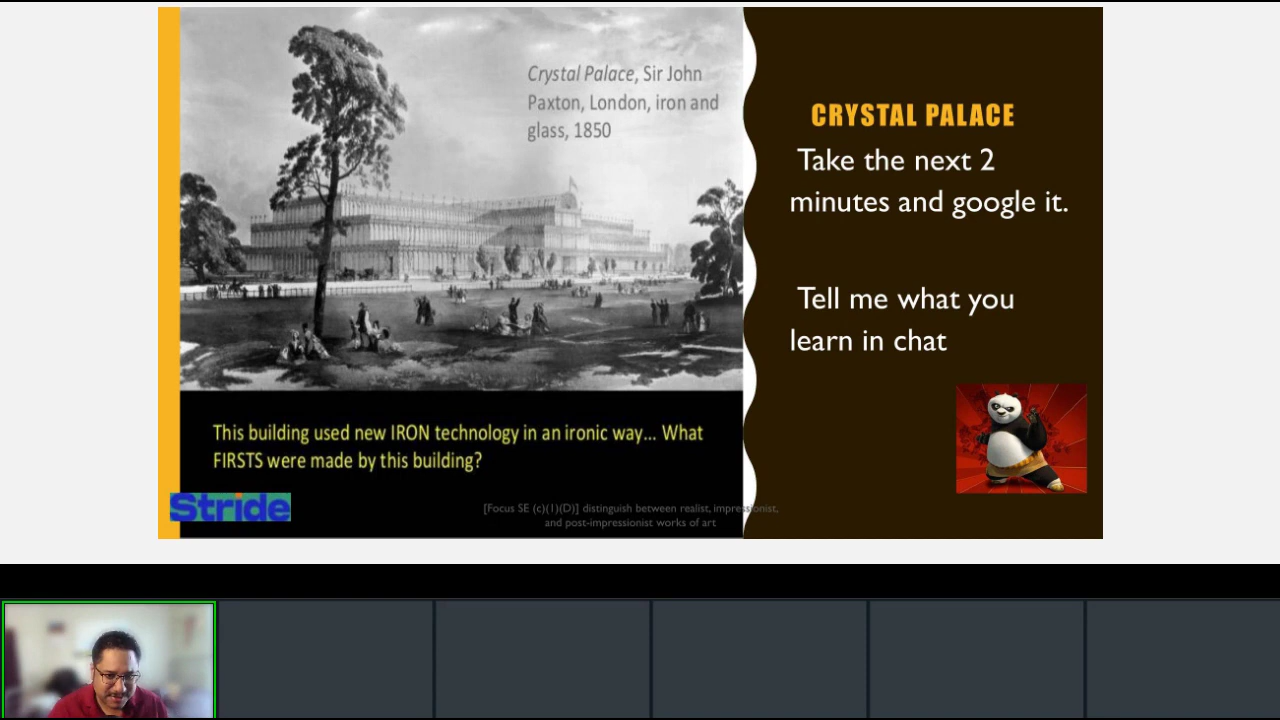 Crystal Palace, Sir John
Paxton, London, iron and
glass, 1850
CRYSTAL PALACE
Take the next 2
minutes and google it.
Tell me what you
learn in chat
This building used new IRON technology in an ironic way... What
FIRSTS were made by this building?
Stride
[Focus SE (c)(1)(D)] distinguish between realist, impressionist,
and post-impressionist works of art